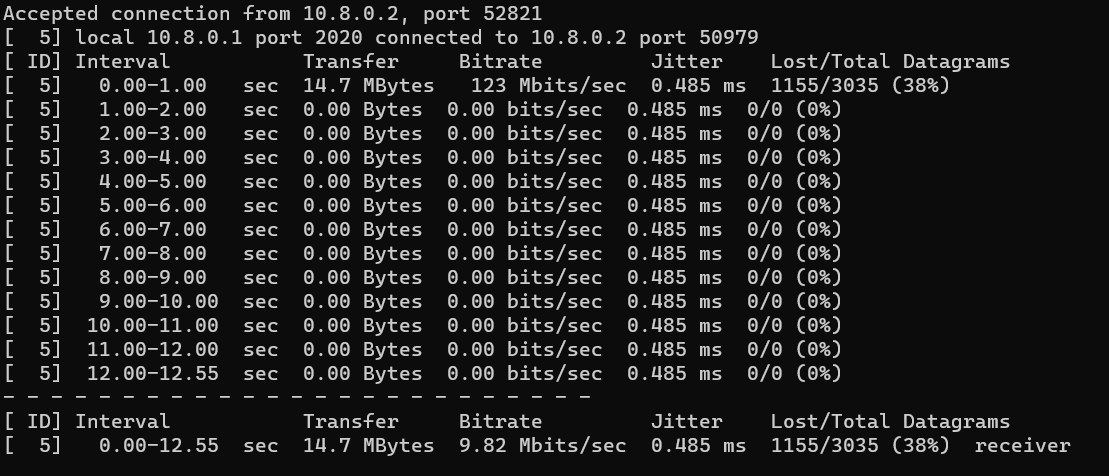 Accepted connection from 10.8.0.2, port 52821
[  5] local 10.8.0.1 port 2020 connected to 10.8.0.2 port 50979
[ ID] Interval           Transfer     Bitrate         Jitter    Lost/Total Datagrams
[  5]   0.00-1.00   sec  14.7 MBytes   123 Mbits/sec  0.485 ms  1155/3035 (38%)
[  5]   1.00-2.00   sec  0.00 Bytes  0.00 bits/sec  0.485 ms  0/0 (0%)
[  5]   2.00-3.00   sec  0.00 Bytes  0.00 bits/sec  0.485 ms  0/0 (0%)
[  5]   3.00-4.00   sec  0.00 Bytes  0.00 bits/sec  0.485 ms  0/0 (0%)
[  5]   4.00-5.00   sec  0.00 Bytes  0.00 bits/sec  0.485 ms  0/0 (0%)
[  5]   5.00-6.00   sec  0.00 Bytes  0.00 bits/sec  0.485 ms  0/0 (0%)
[  5]   6.00-7.00   sec  0.00 Bytes  0.00 bits/sec  0.485 ms  0/0 (0%)
[  5]   7.00-8.00   sec  0.00 Bytes  0.00 bits/sec  0.485 ms  0/0 (0%)
[  5]   8.00-9.00   sec  0.00 Bytes  0.00 bits/sec  0.485 ms  0/0 (0%)
[  5]   9.00-10.00  sec  0.00 Bytes  0.00 bits/sec  0.485 ms  0/0 (0%)
[  5]  10.00-11.00  sec  0.00 Bytes  0.00 bits/sec  0.485 ms  0/0 (0%)
[  5]  11.00-12.00  sec  0.00 Bytes  0.00 bits/sec  0.485 ms  0/0 (0%)
[  5]  12.00-12.55  sec  0.00 Bytes  0.00 bits/sec  0.485 ms  0/0 (0%)
- - - - - - - - - - - - - - - - - - - - - - - - -
[ ID] Interval           Transfer     Bitrate         Jitter    Lost/Total Datagrams
[  5]   0.00-12.55  sec  14.7 MBytes  9.82 Mbits/sec  0.485 ms  1155/3035 (38%)  receiver